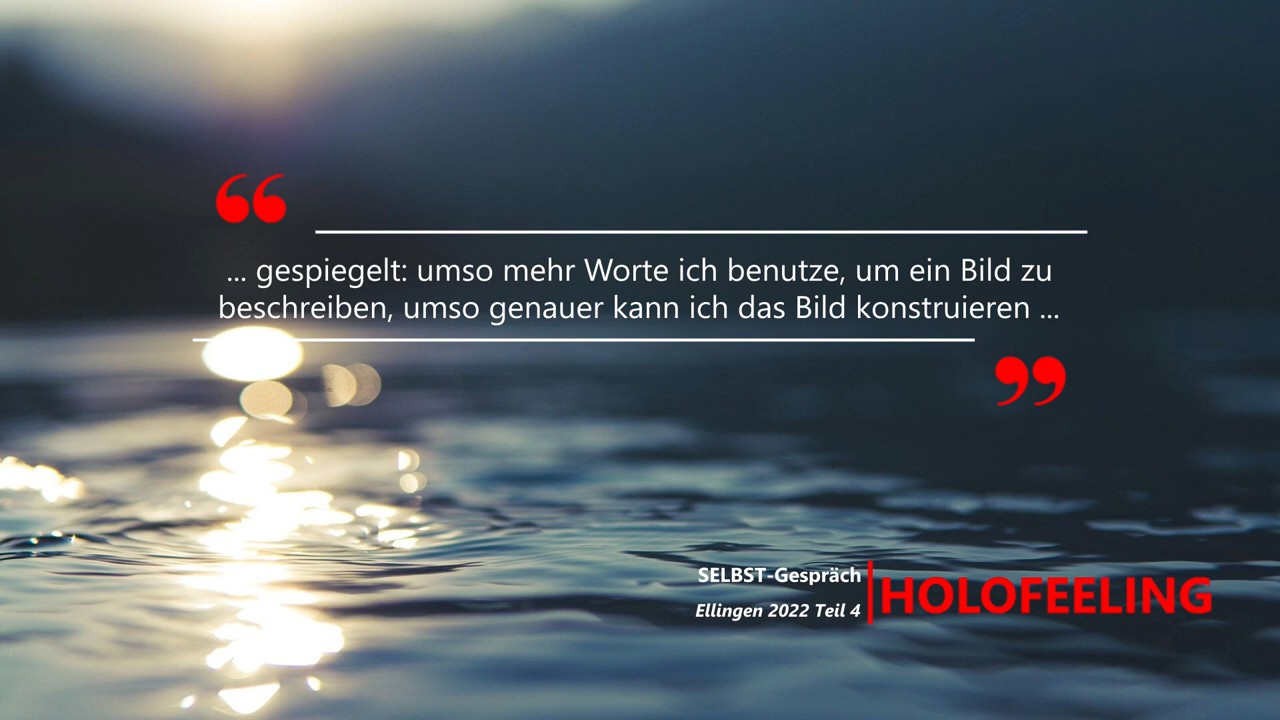 “
... gespiegelt: umso mehr Worte ich benutze, um ein Bild zu
beschreiben, umso genauer kann ich das Bild konstruieren ...
”
SELBST-Gespräch
Ellingen 2022 Teil 4
HOLOFEELING